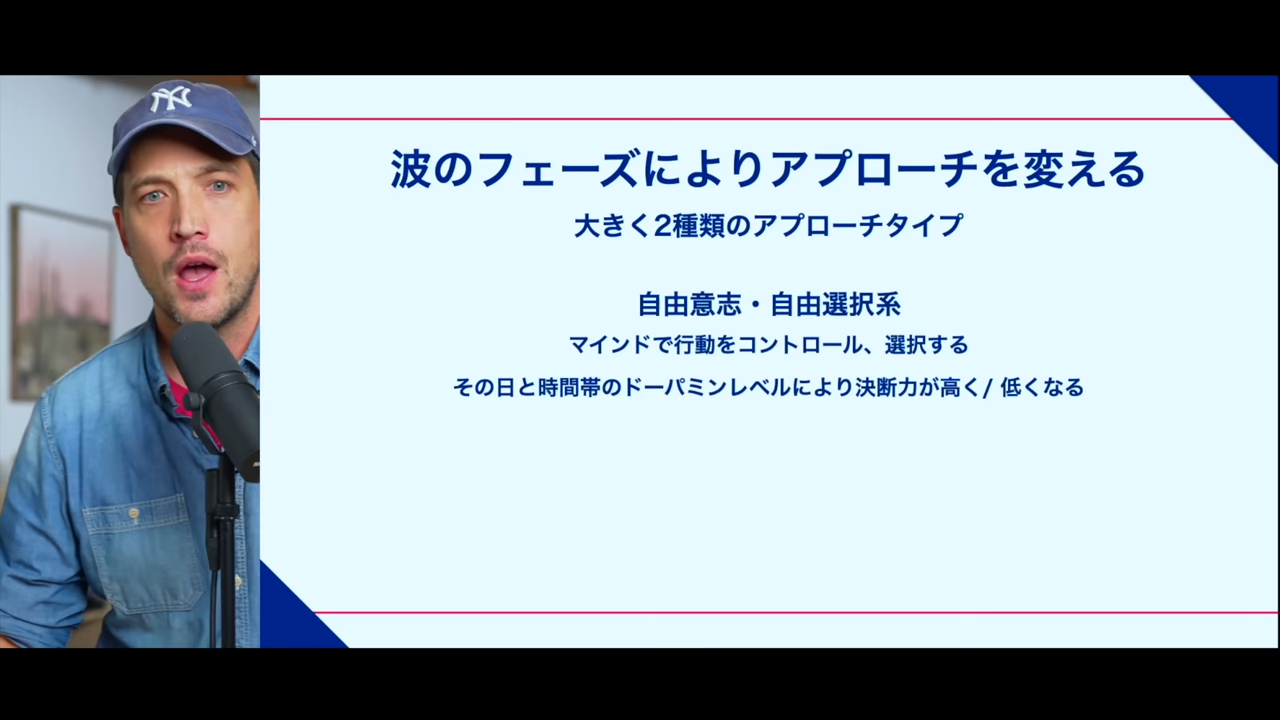 NY
波のフェーズによりアプローチを変える
大きく2種類のアプローチタイプ
自由意志・自由選択系
マインドで行動をコントロール、選択する
その日と時間帯のドーパミンレベルにより決断力が高く/ 低くなる